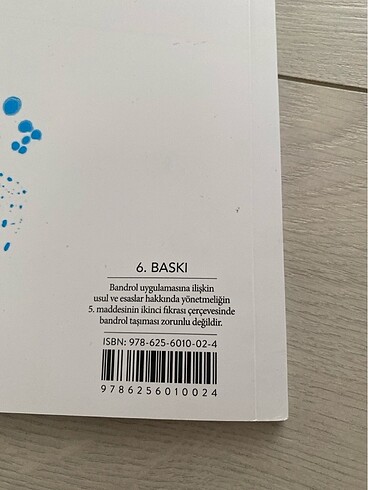 6. BASKI
Bandrol uygulamasına ilişkin
usul ve esaslar hakkında yönetmeliğin
5. maddesinin ikinci fıkrası çerçevesinde
bandrol taşıması zorunlu değildir.
ISBN: 978-625-6010-02-4
9786256010024